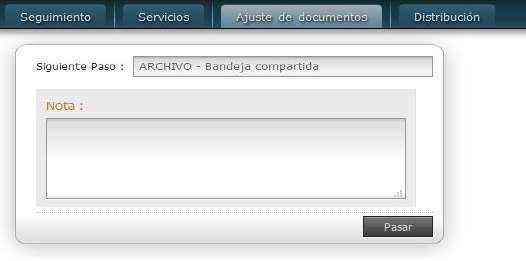 Seguimiento
Servicios
Ajuste de documentos
Distribución
Siguiente Paso : ARCHIVO - Bandeja compartida
Nota :
Pasar